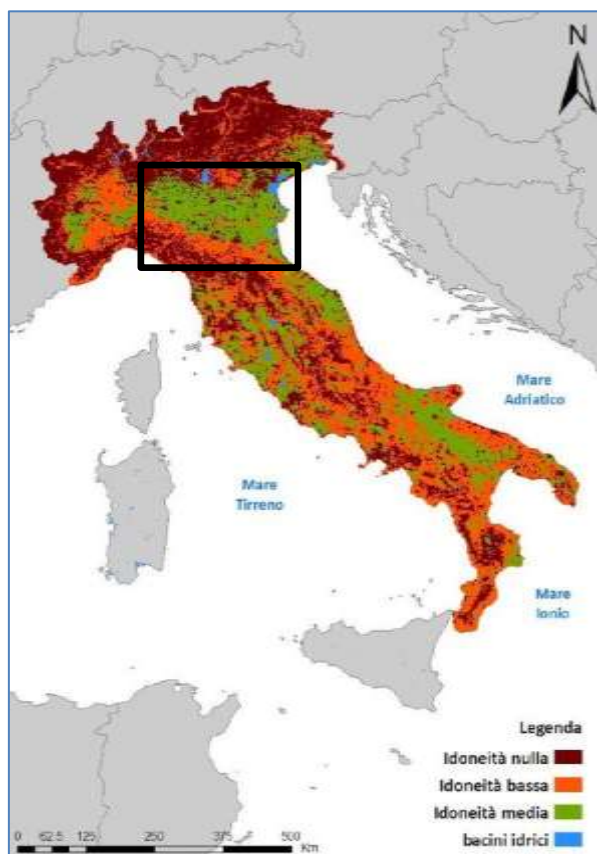 N
Mare
Adriatico
Mare
Tirreno
Mare
Ionio
Legenda
Idoneità nulla
Idoneità bassa
Idoneità media
bacini idrici
0 62.5 125 250 375 500
Km